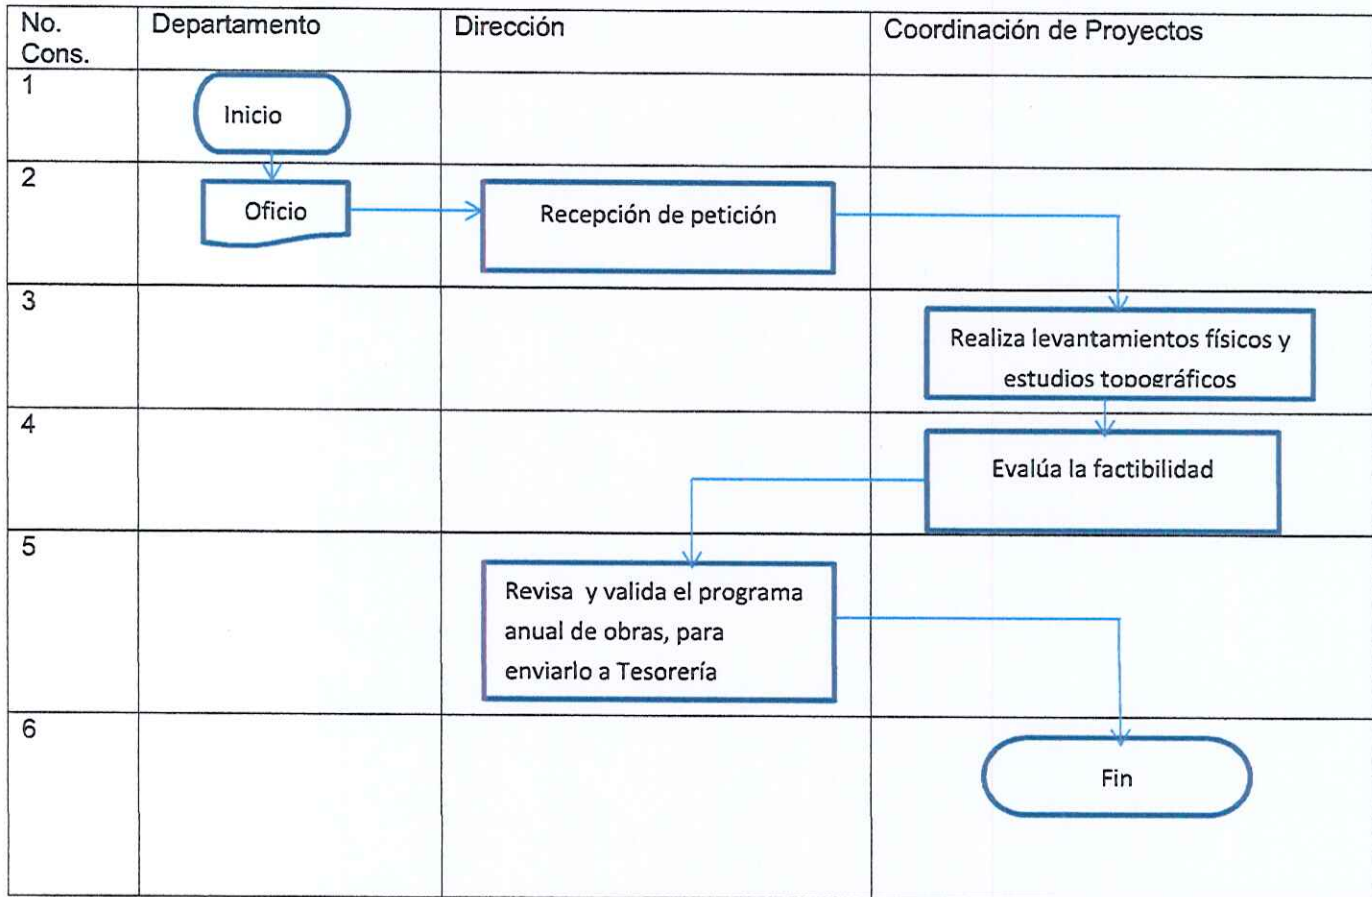 No.
Cons.
Departamento
Dirección
Coordinación de Proyectos
1
Inicio
2
Oficio
Recepción de petición
3
Realiza levantamientos físicos y
estudios topográficos
4
Evalúa la factibilidad
5
Revisa y valida el programa
anual de obras, para
enviarlo a Tesorería
6
Fin